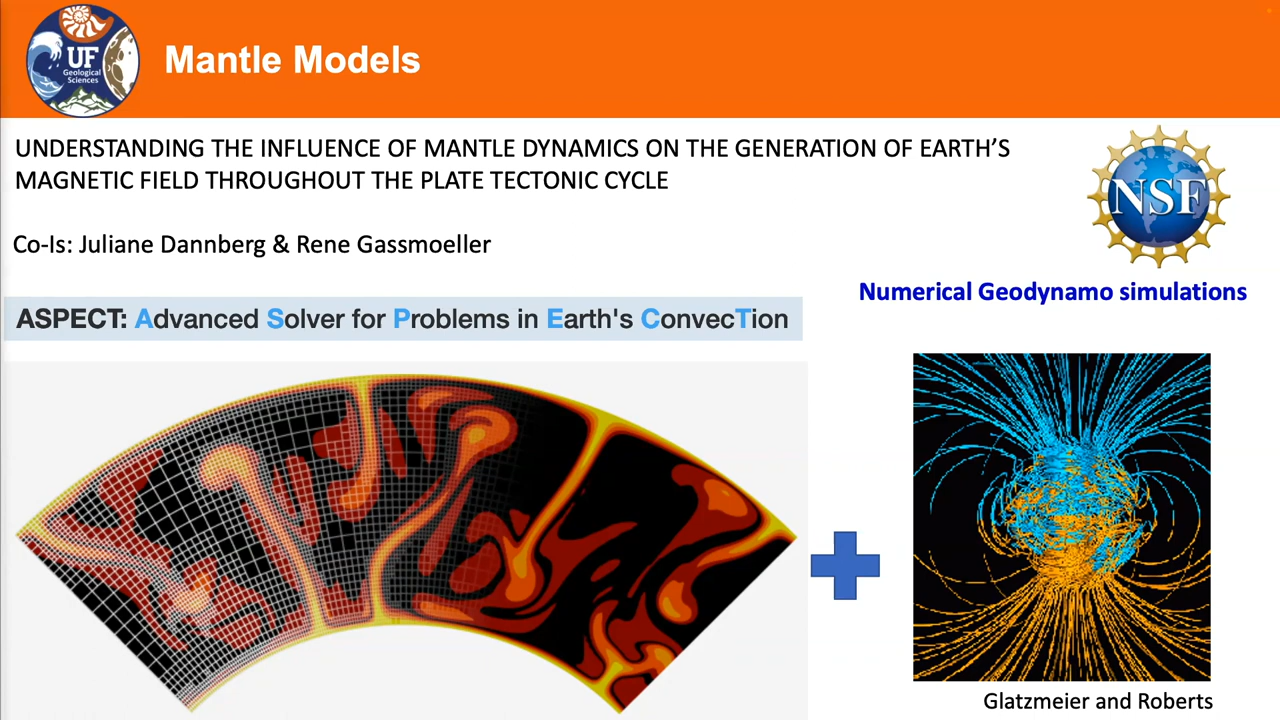 UF
Geological
Sciences
Mantle Models
UNDERSTANDING THE INFLUENCE OF MANTLE DYNAMICS ON THE GENERATION OF EARTH’S
MAGNETIC FIELD THROUGHOUT THE PLATE TECTONIC CYCLE
NSF
Co-Is: Juliane Dannberg & Rene Gassmoeller
Numerical Geodynamo simulations
ASPECT: Advanced Solver for Problems in Earth's ConvecTion
Glatzmeier and Roberts